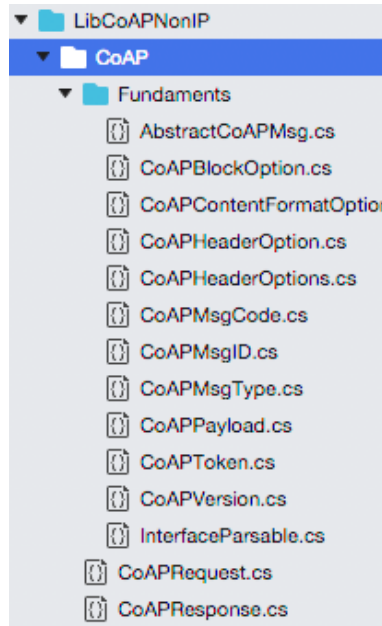 LibCoAPNonIP
CoAP
Fundaments
AbstractCoAPMsg.cs
CoAPBlockOption.cs
CoAPContentFormatOption
CoAPHeaderOption.cs
CoAPHeaderOptions.cs
CoAPMsgCode.cs
CoAPMsgID.cs
CoAPMsgType.cs
CoAPPayload.cs
CoAPToken.cs
CoAPVersion.cs
InterfaceParsable.cs
CoAPRequest.cs
CoAPResponse.cs